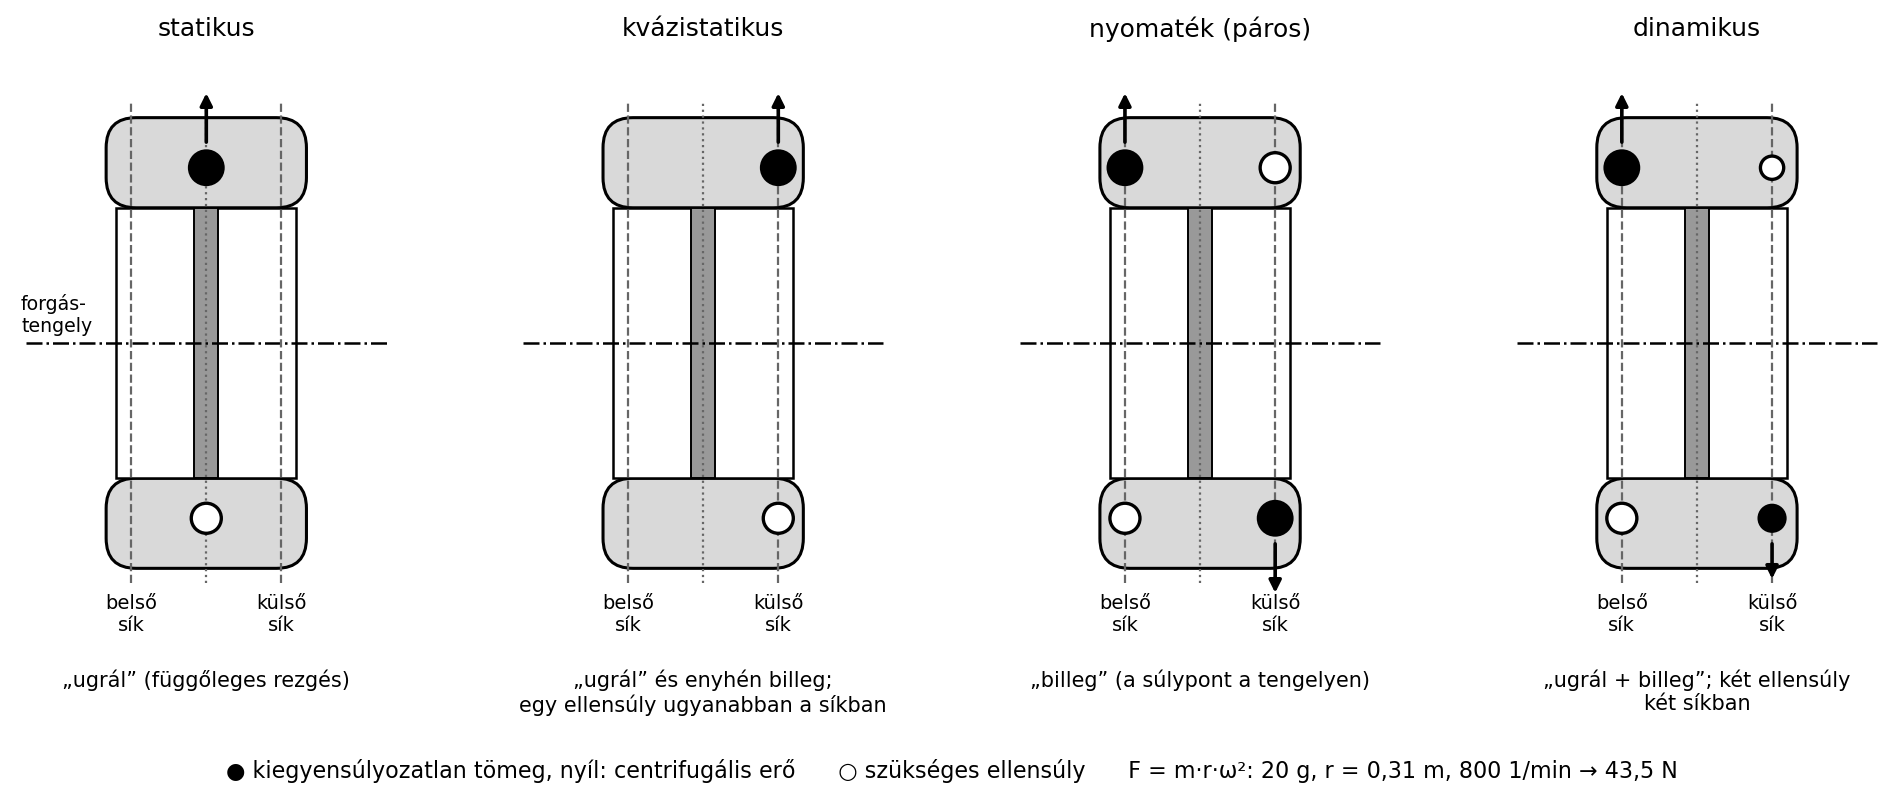 statikus
kvázistatikus
nyomaték (páros)
dinamikus
forgás-
tengely
belső
sík
külső
sík
belső
sík
külső
sík
belső
sík
külső
sík
belső
sík
külső
sík
„ugrál” (függőleges rezgés)
„ugrál” és enyhén billeg;
egy ellensúly ugyanabban a síkban
„billeg” (a súlypont a tengelyen)
„ugrál + billeg”; két ellensúly
két síkban
● kiegyensúlyozatlan tömeg, nyíl: centrifugális erő ○ szükséges ellensúly F = m·r·ω²: 20 g, r = 0,31 m, 800 1/min → 43,5 N